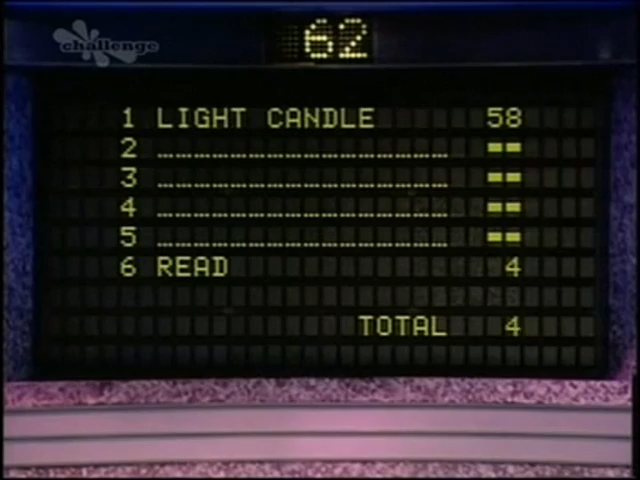 challenge
62
1 LIGHT CANDLE 58
2 ........................ --
3 ........................ --
4 ........................ --
5 ........................ --
6 READ 4
TOTAL 4